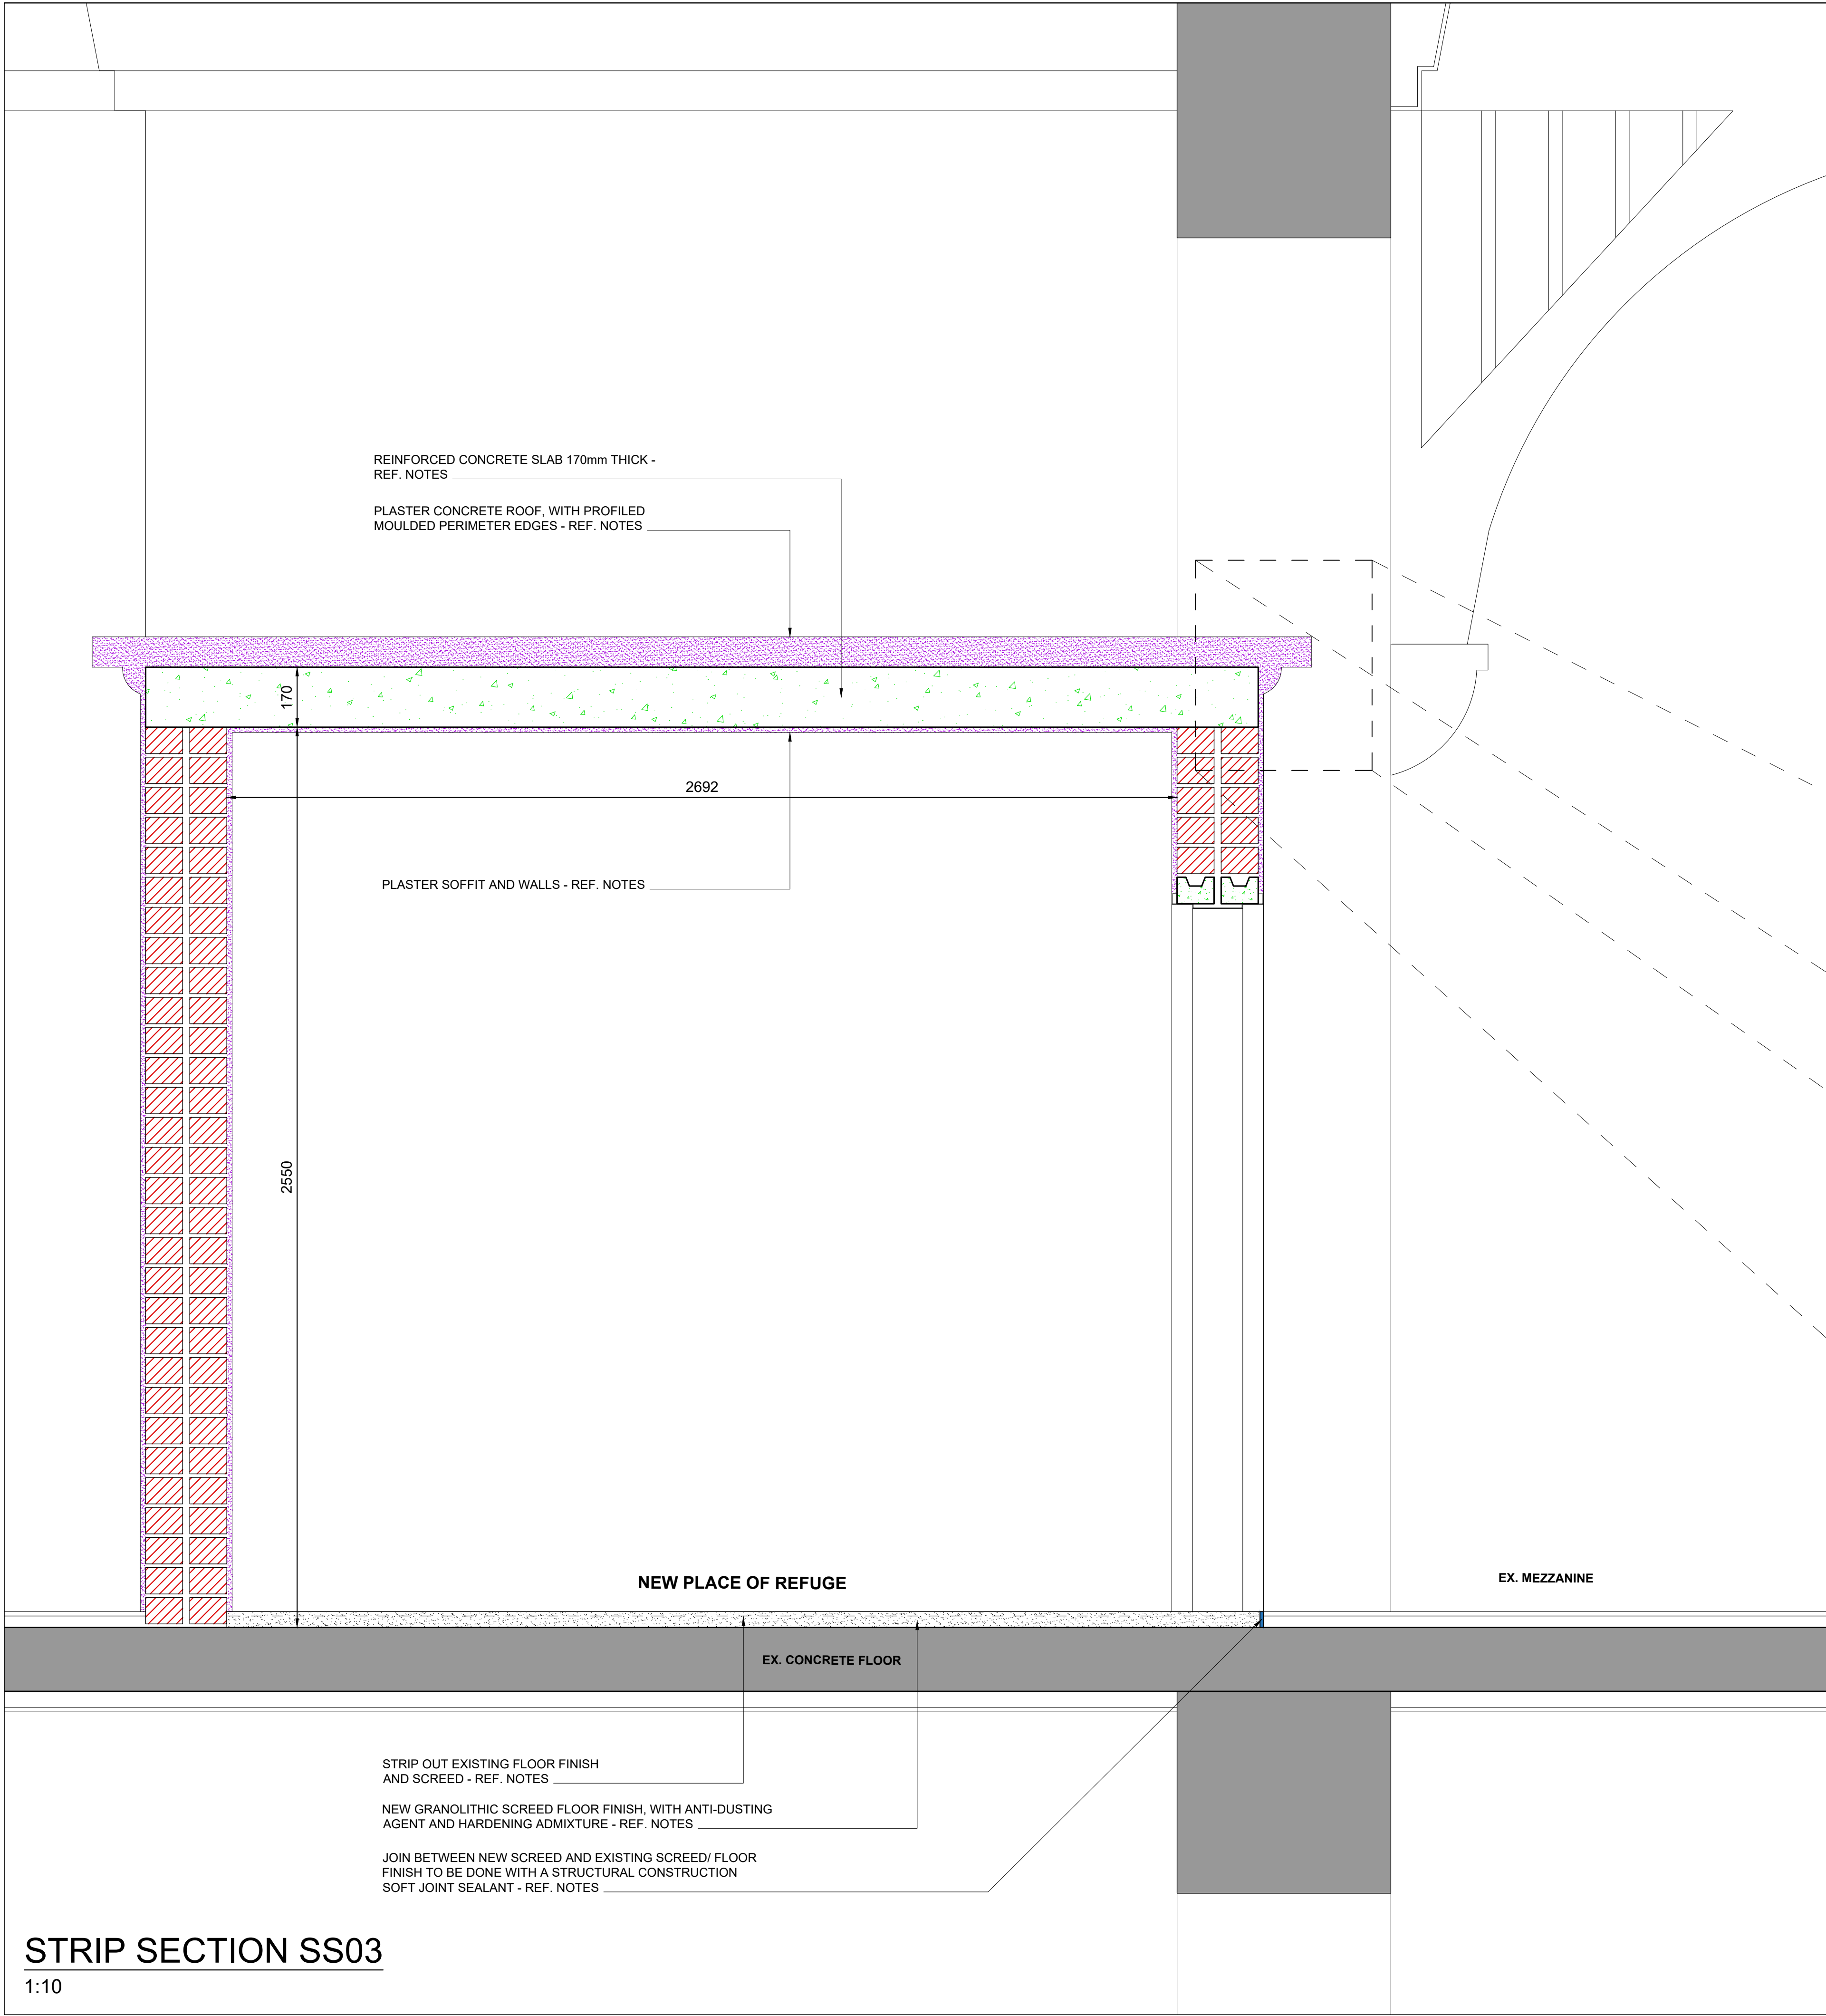 REINFORCED CONCRETE SLAB 170mm THICK -
REF. NOTES
PLASTER CONCRETE ROOF, WITH PROFILED
MOULDED PERIMETER EDGES - REF. NOTES
170
2692
PLASTER SOFFIT AND WALLS - REF. NOTES
2550
NEW PLACE OF REFUGE
EX. MEZZANINE
EX. CONCRETE FLOOR
STRIP OUT EXISTING FLOOR FINISH
AND SCREED - REF. NOTES
NEW GRANOLITHIC SCREED FLOOR FINISH, WITH ANTI-DUSTING
AGENT AND HARDENING ADMIXTURE - REF. NOTES
JOIN BETWEEN NEW SCREED AND EXISTING SCREED/ FLOOR
FINISH TO BE DONE WITH A STRUCTURAL CONSTRUCTION
SOFT JOINT SEALANT - REF. NOTES
STRIP SECTION SS03
1:10